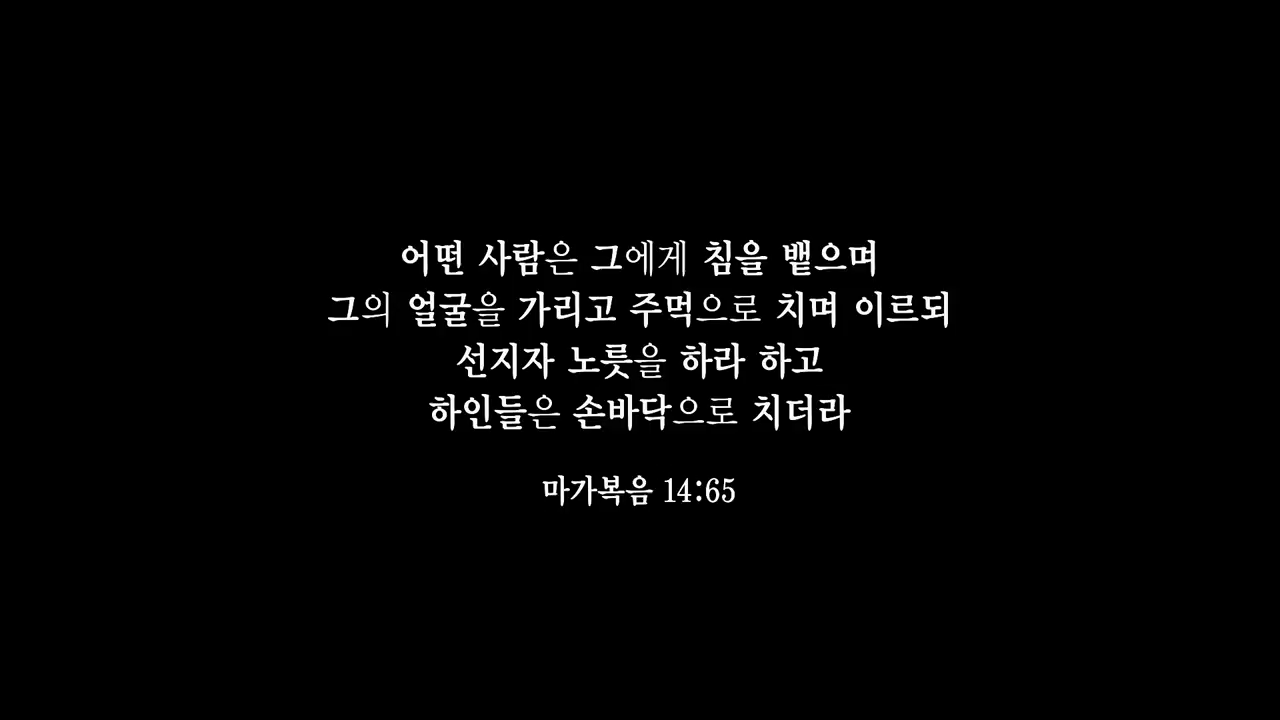 어떤 사람은 그에게 침을 뱉으며
그의 얼굴을 가리고 주먹으로 치며 이르되
선지자 노릇을 하라 하고
하인들은 손바닥으로 치더라
마가복음 14:65